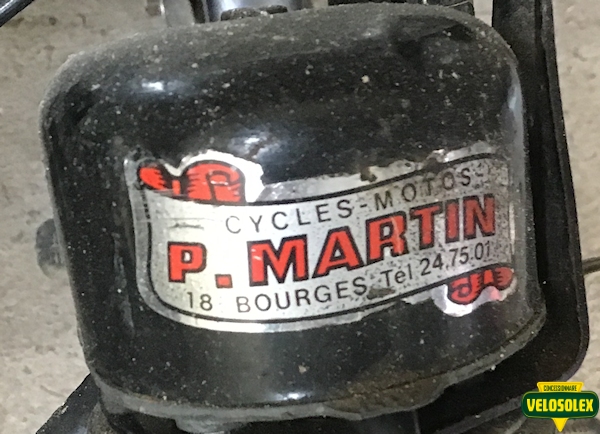 CYCLES-MOTOS
P. MARTIN
18 BOURGES Tel 24.75.01
CONCESSIONNAIRE
VELOSOLEX